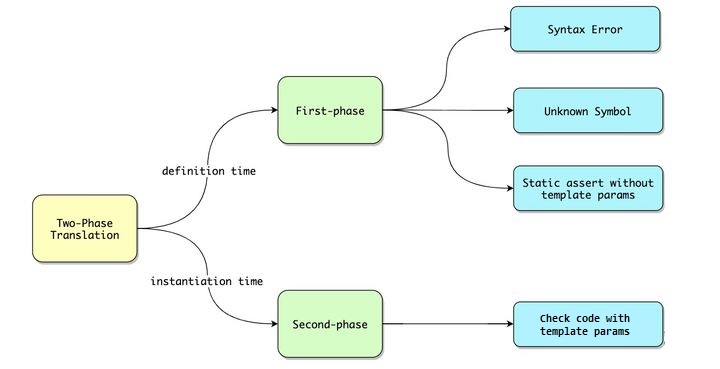 Syntax Error
First-phase
Unknown Symbol
definition time
Static assert without
template params
Two-Phase
Translation
instantiation time
Second-phase
Check code with
template params